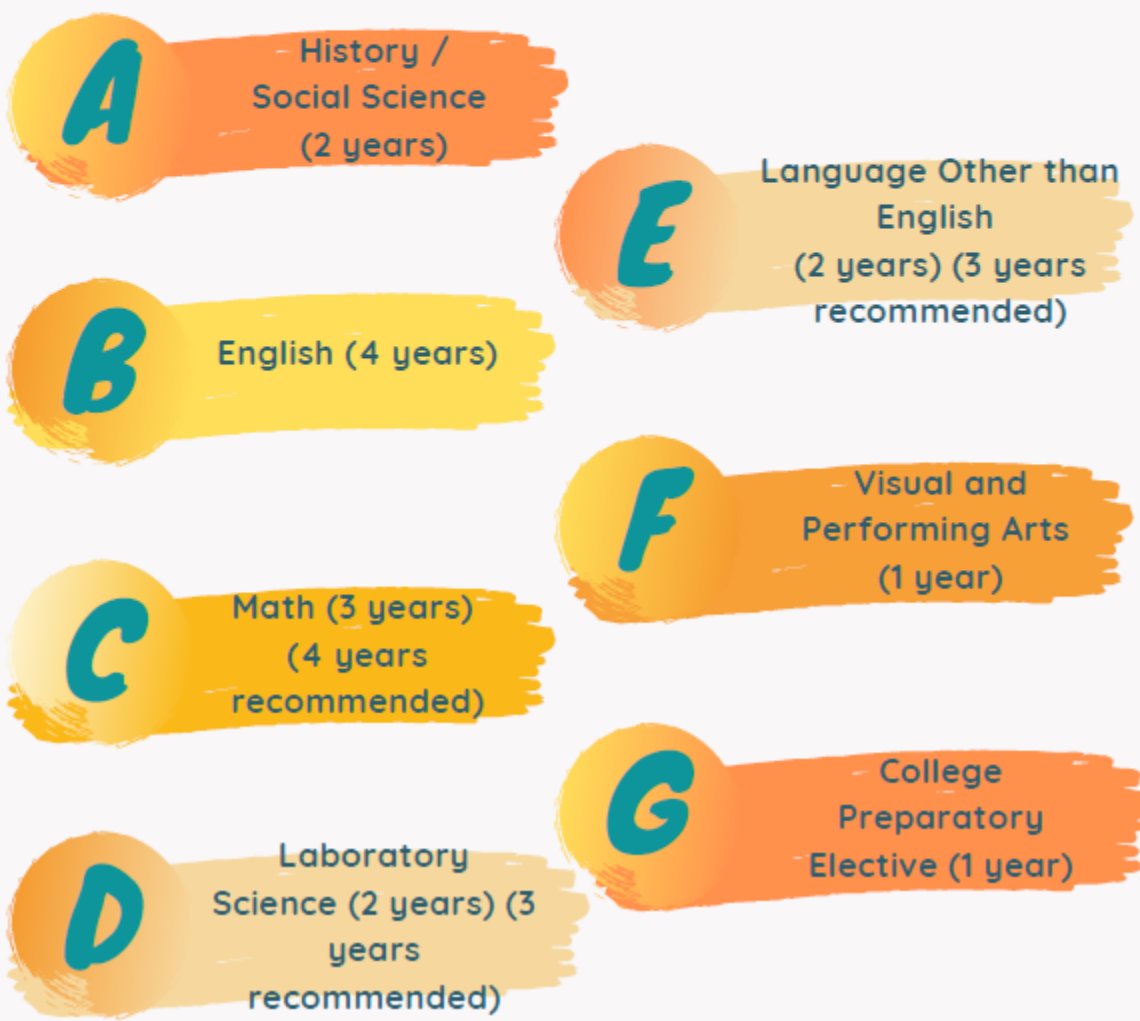 A
History /
Social Science
(2 years)
B
English (4 years)
C
Math (3 years)
(4 years
recommended)
D
Laboratory
Science (2 years) (3
years
recommended)
E
Language Other than
English
(2 years) (3 years
recommended)
F
Visual and
Performing Arts
(1 year)
G
College
Preparatory
Elective (1 year)